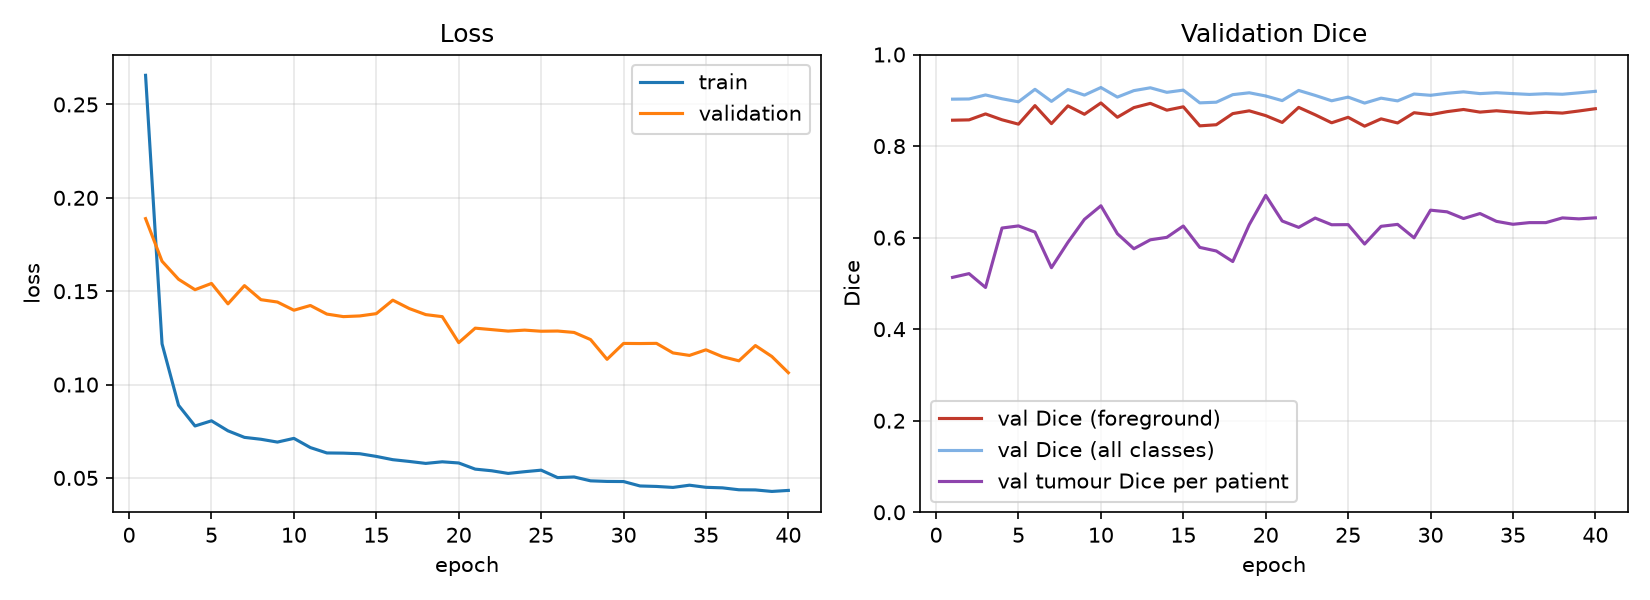 Loss
train
validation
0.25
0.20
0.15
0.10
0.05
loss
0 5 10 15 20 25 30 35 40
epoch
Validation Dice
1.0
0.8
0.6
0.4
0.2
0.0
Dice
val Dice (foreground)
val Dice (all classes)
val tumour Dice per patient
0 5 10 15 20 25 30 35 40
epoch